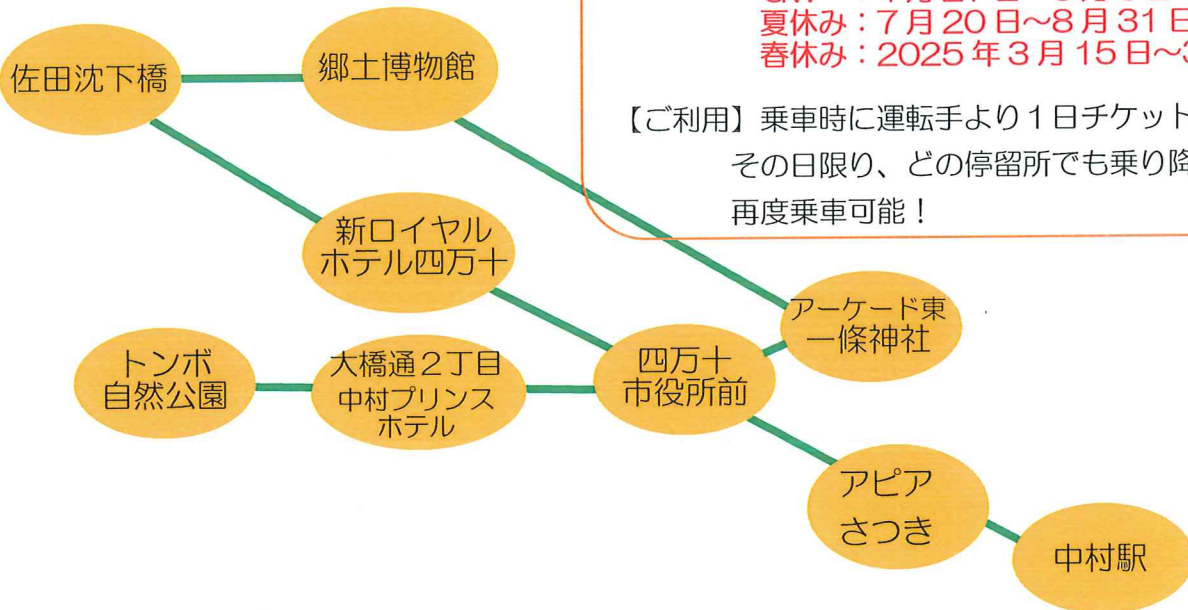 夏休み：7月20日～8月31日
春休み：2025年3月15日～3
【ご利用】乗車時に運転手より1日チケット
その日限り、どの停留所でも乗り降
再度乗車可能！
佐田沈下橋
郷土博物館
新ロイヤル
ホテル四万十
アーケード東
一條神社
トンボ
自然公園
大橋通2丁目
中村プリンス
ホテル
四万十
市役所前
アピア
さつき
中村駅